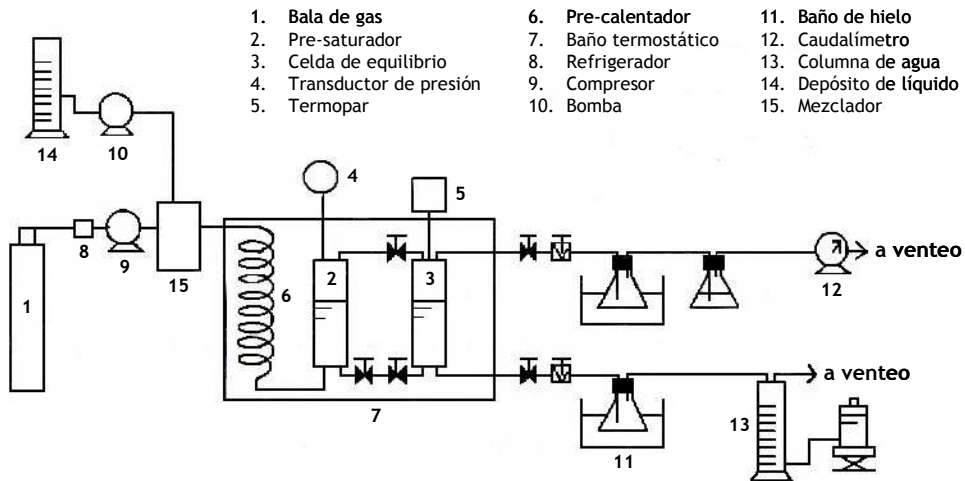 1. Bala de gas
2. Pre-saturador
3. Celda de equilibrio
4. Transductor de presión
5. Termopar
6. Pre-calentador
7. Baño termostático
8. Refrigerador
9. Compresor
10. Bomba
11. Baño de hielo
12. Caudalímetro
13. Columna de agua
14. Depósito de líquido
15. Mezclador
14
10
4
5
8
9
15
1
6
2
3
7
12
a venteo
a venteo
11
13